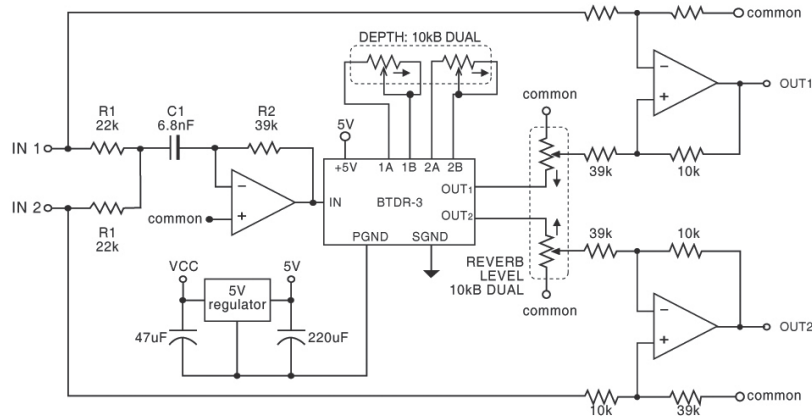 common
DEPTH: 10kB DUAL
OUT1
common
R1
22k
C1
6.8nF
R2
39k
5V
39k
10k
IN 1
+5V 1A 1B 2A 2B
OUT1
IN
BTDR-3
OUT2
IN 2
common
PGND SGND
39k
10k
R1
22k
REVERB
LEVEL
10kB DUAL
VCC
5V
5V
regulator
common
47uF
220uF
OUT2
common
10k
39k